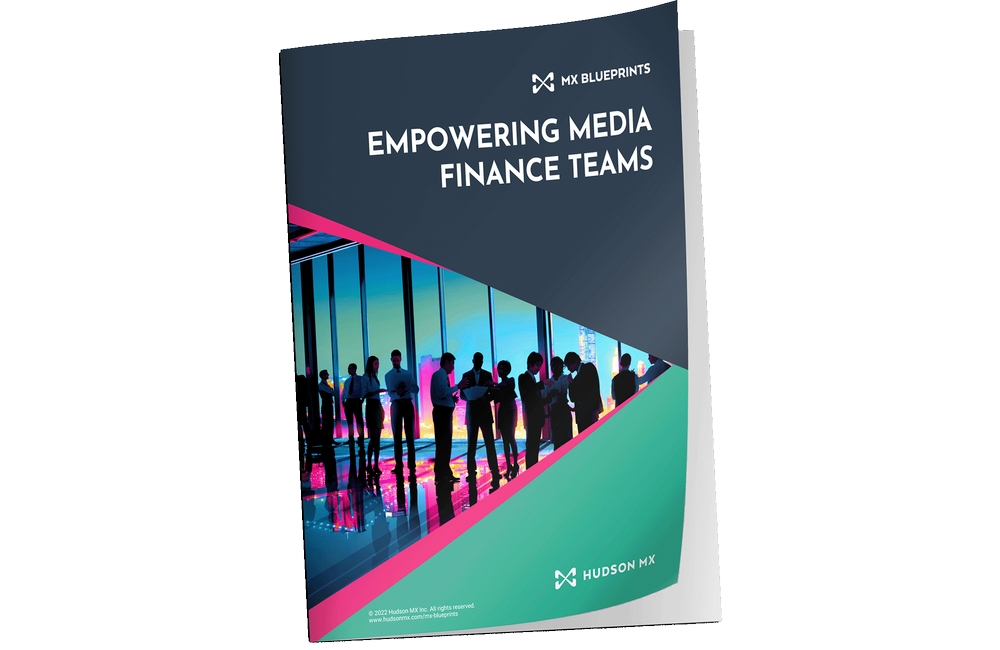 MX BLUEPRINTS
EMPOWERING MEDIA
FINANCE TEAMS
HUDSON MX
© 2022 Hudson MX Inc. All rights reserved.
www.hudsonmx.com/mx-blueprints